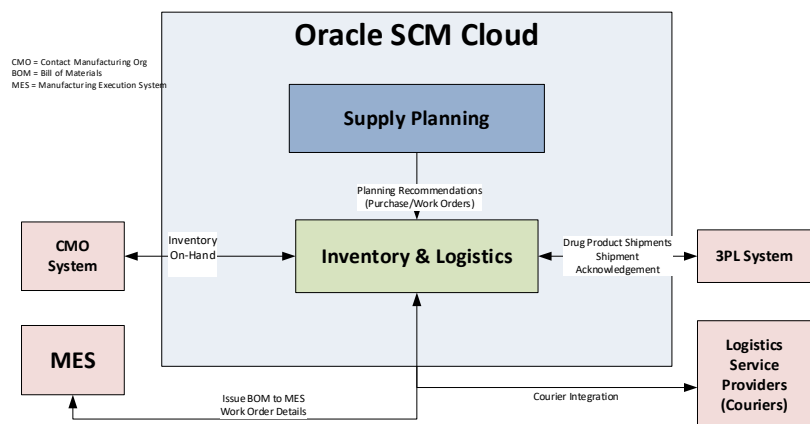 Oracle SCM Cloud
CMO = Contact Manufacturing Org
BOM = Bill of Materials
MES = Manufacturing Execution System
Supply Planning
Planning Recommendations
(Purchase/Work Orders)
CMO
System
Inventory
On-Hand
Inventory & Logistics
Drug Product Shipments
Shipment
Acknowledgement
3PL System
MES
Issue BOM to MES
Work Order Details
Courier Integration
Logistics
Service
Providers
(Couriers)